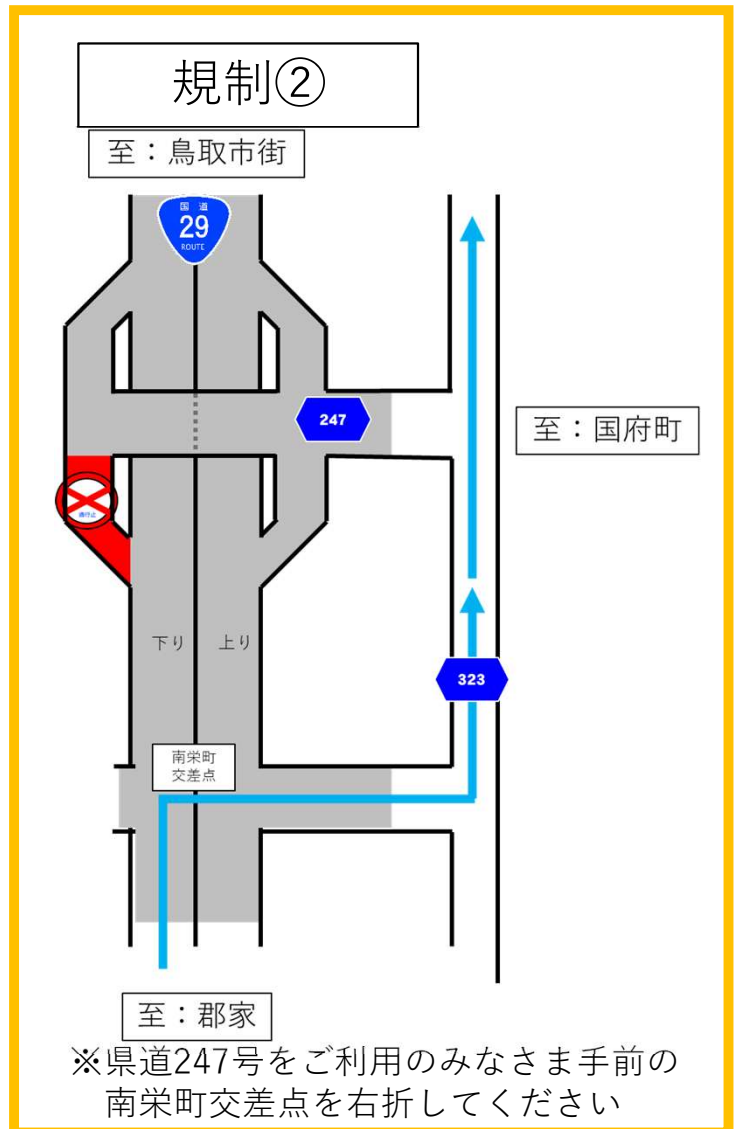 規制②
至：鳥取市街
国 道
29
ROUTE
247
至：国府町
通行止
下り 上り
323
南栄町
交差点
至：郡家
※県道247号をご利用のみなさま手前の
南栄町交差点を右折してください